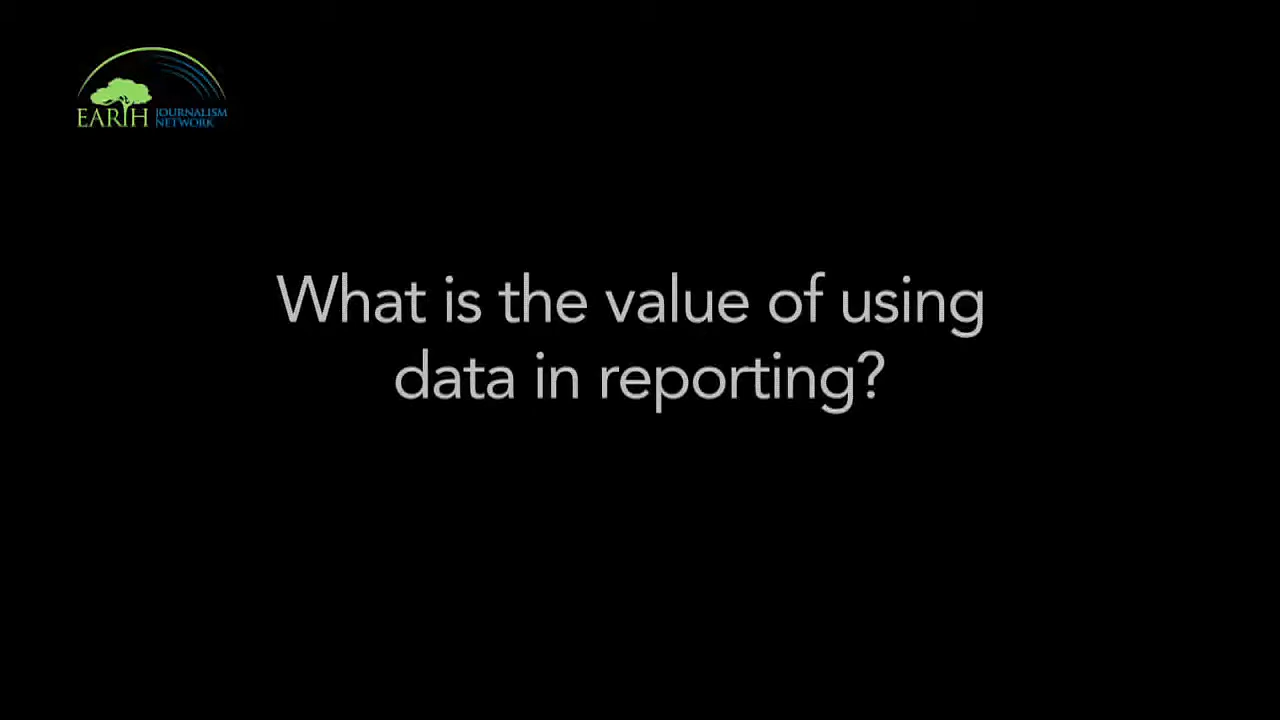 EARTH JOURNALISM
NETWORK
What is the value of using
data in reporting?